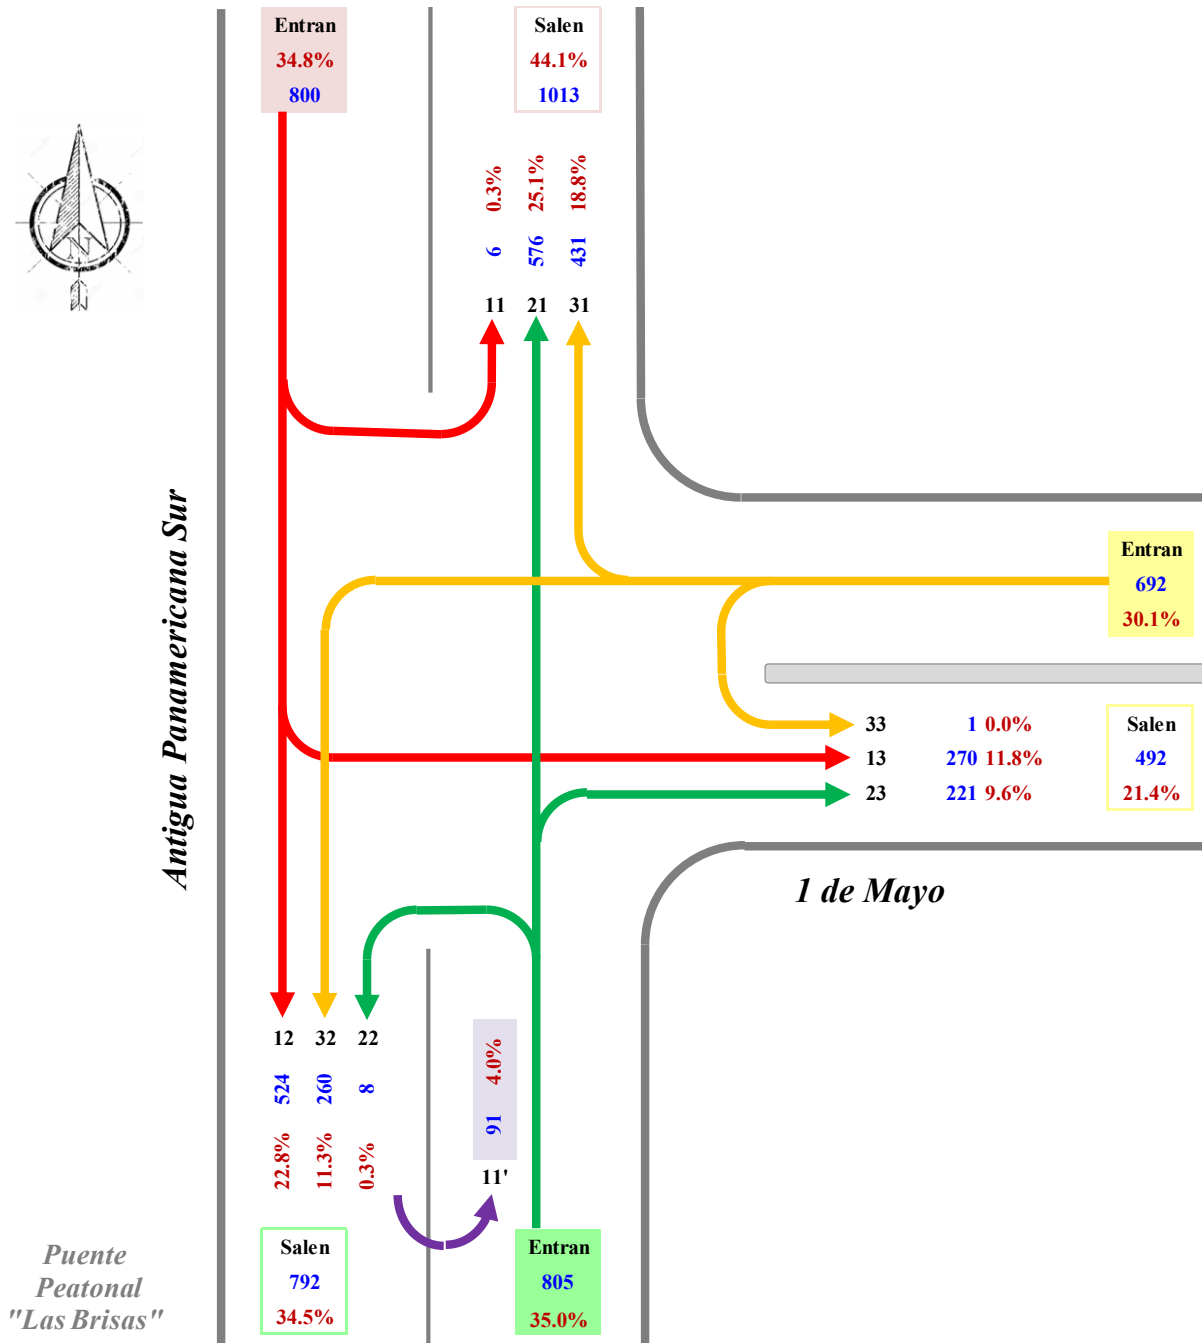 Entran
34.8%
800
Salen
44.1%
1013
0.3%
25.1%
18.8%
6
576
431
11
21
31
N
Antigua Panamericana Sur
Entran
692
30.1%
33 1 0.0%
13 270 11.8%
23 221 9.6%
Salen
492
21.4%
1 de Mayo
12
32
22
524
260
8
22.8%
11.3%
0.3%
4.0%
91
11'
Salen
792
34.5%
Entran
805
35.0%
Puente
Peatonal
"Las Brisas"